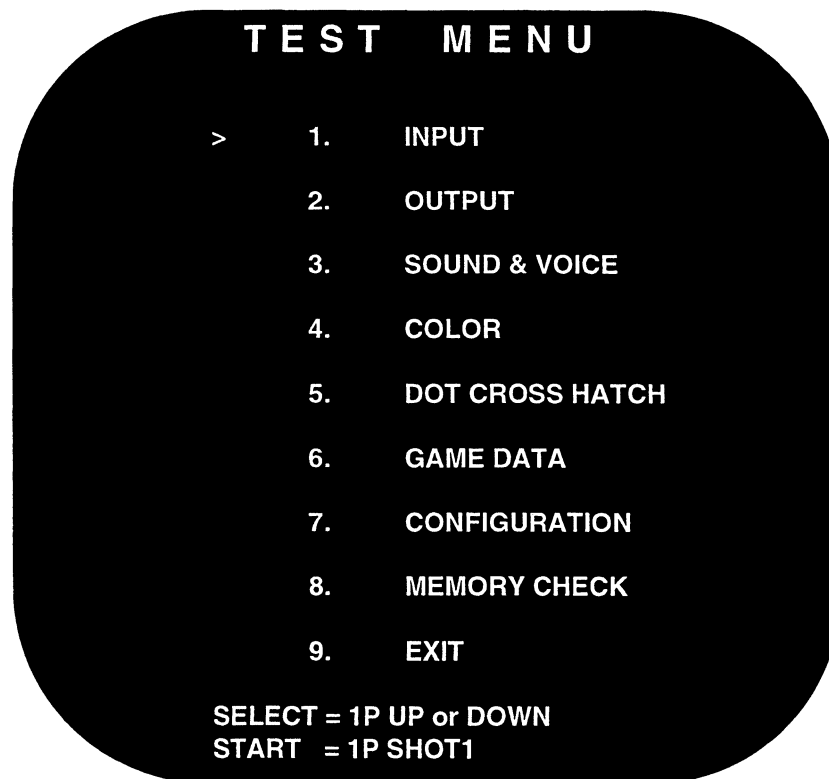 TEST MENU
> 1. INPUT
2. OUTPUT
3. SOUND & VOICE
4. COLOR
5. DOT CROSS HATCH
6. GAME DATA
7. CONFIGURATION
8. MEMORY CHECK
9. EXIT
SELECT = 1P UP or DOWN
START = 1P SHOT1